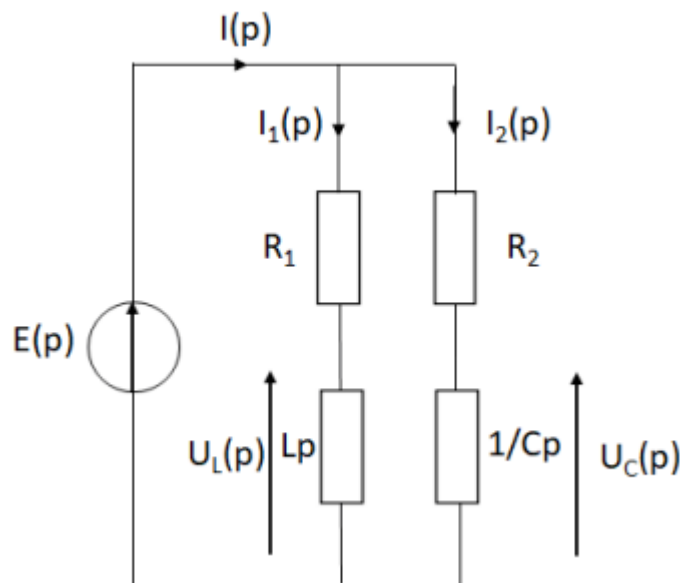 I(p)
I₁(p) I₂(p)
R₁ R₂
E(p)
U_L(p) Lp 1/Cp U_C(p)